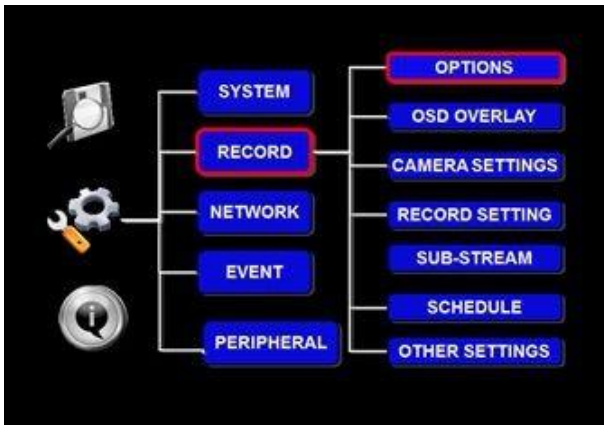 SYSTEM
RECORD
NETWORK
EVENT
PERIPHERAL
OPTIONS
OSD OVERLAY
CAMERA SETTINGS
RECORD SETTING
SUB-STREAM
SCHEDULE
OTHER SETTINGS